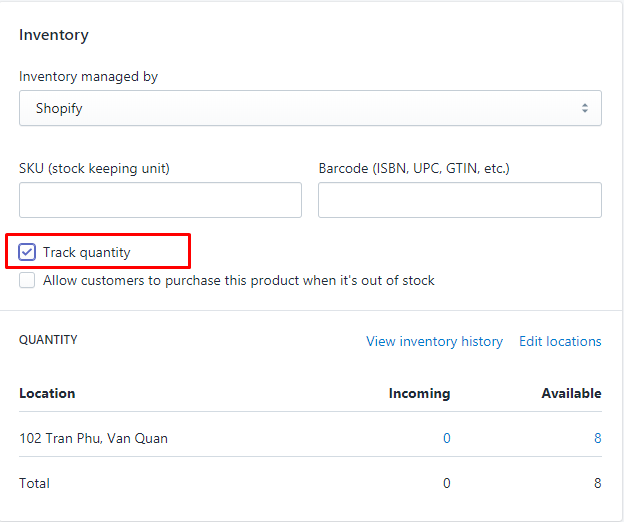 Inventory
Inventory managed by
Shopify
SKU (stock keeping unit) Barcode (ISBN, UPC, GTIN, etc.)
Track quantity
Allow customers to purchase this product when it's out of stock
QUANTITY View inventory history Edit locations
Location Incoming Available
102 Tran Phu, Van Quan 0 8
Total 0 8